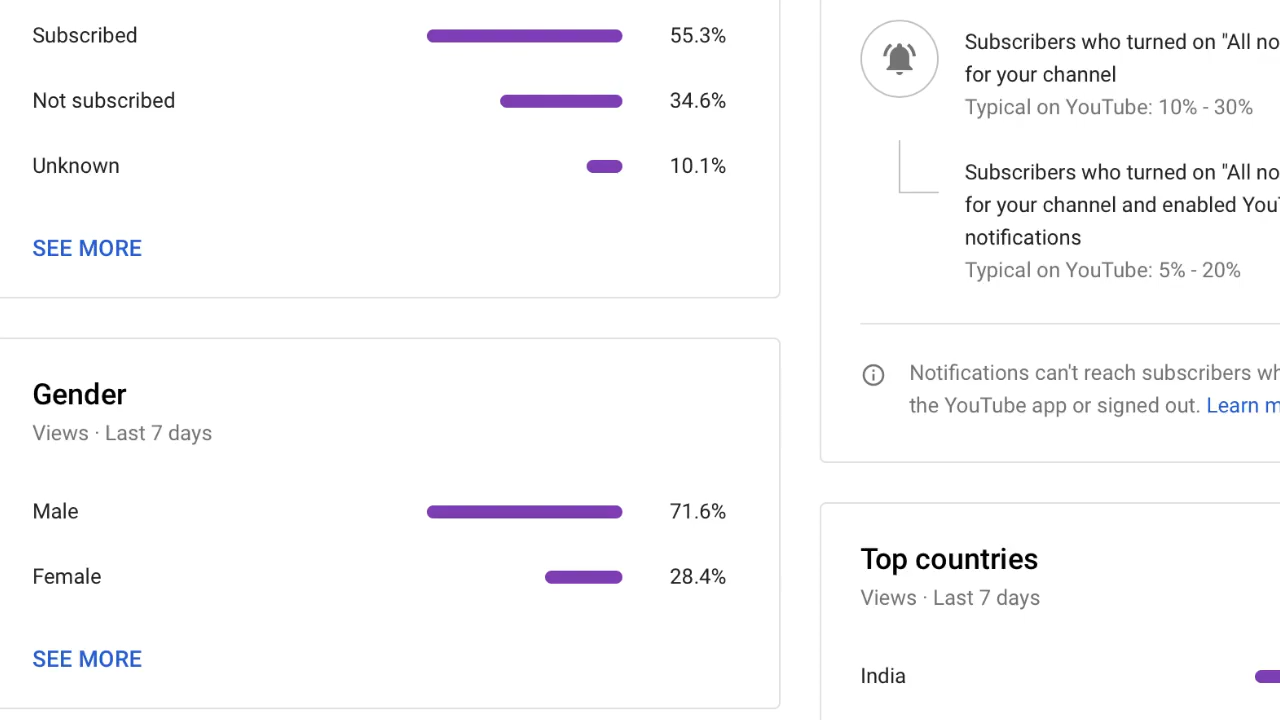 Subscribed 55.3%
Not subscribed 34.6%
Unknown 10.1%
SEE MORE
Gender
Views · Last 7 days
Male 71.6%
Female 28.4%
SEE MORE
Subscribers who turned on "All no
for your channel
Typical on YouTube: 10% - 30%
Subscribers who turned on "All no
for your channel and enabled You
notifications
Typical on YouTube: 5% - 20%
Notifications can't reach subscribers wh
the YouTube app or signed out. Learn m
Top countries
Views · Last 7 days
India